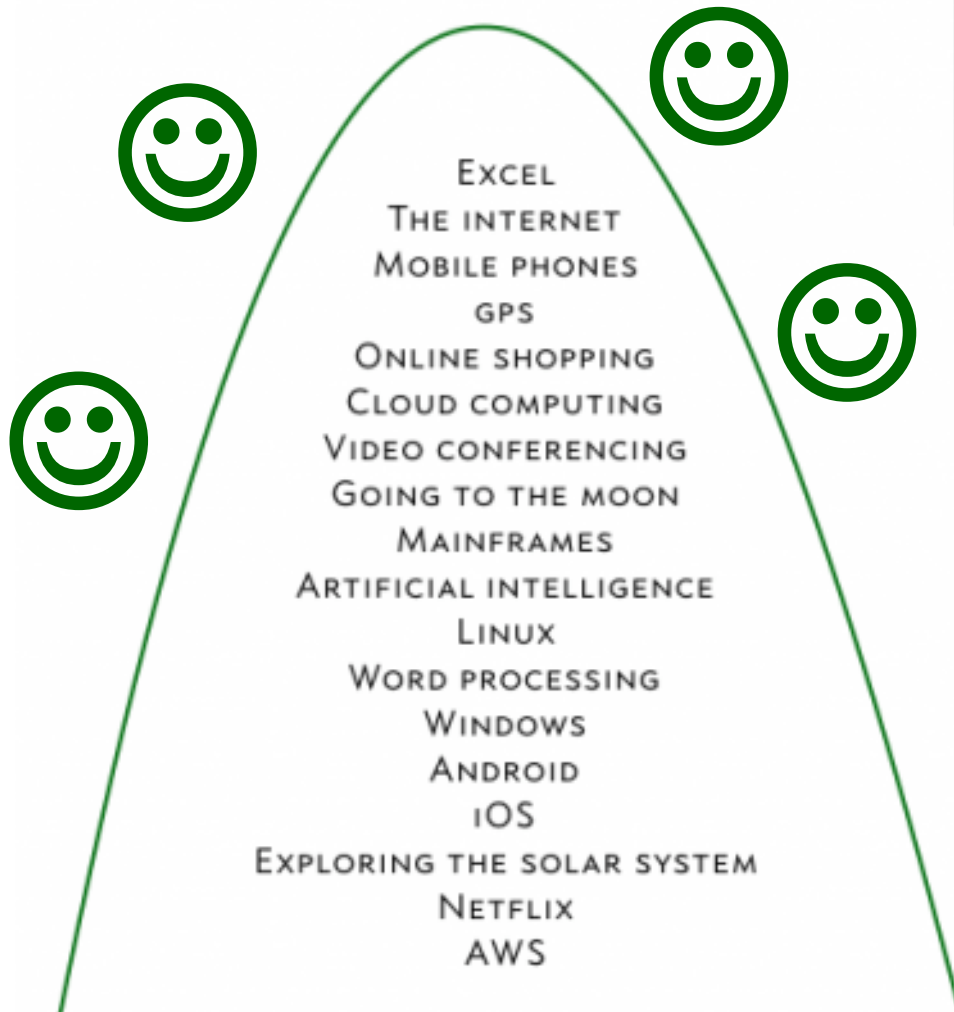 Excel
The internet
Mobile phones
GPS
Online shopping
Cloud computing
Video conferencing
Going to the moon
Mainframes
Artificial intelligence
Linux
Word processing
Windows
Android
iOS
Exploring the solar system
Netflix
AWS